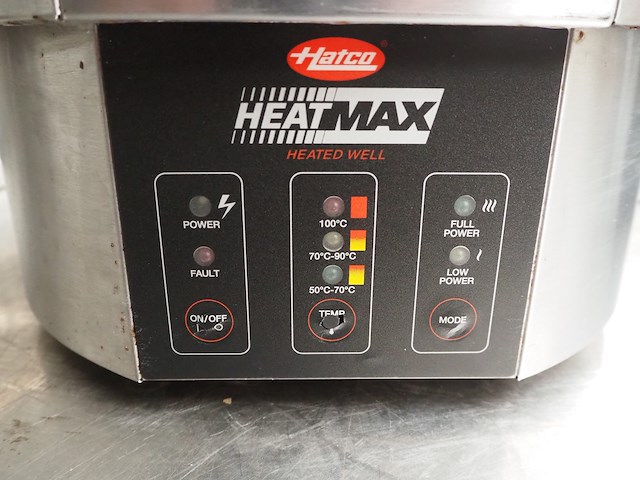 Hatco
HEATMAX
HEATED WELL
POWER
FAULT
ON/OFF
100°C
70°C-90°C
50°C-70°C
TEMP
FULL
POWER
LOW
POWER
MODE